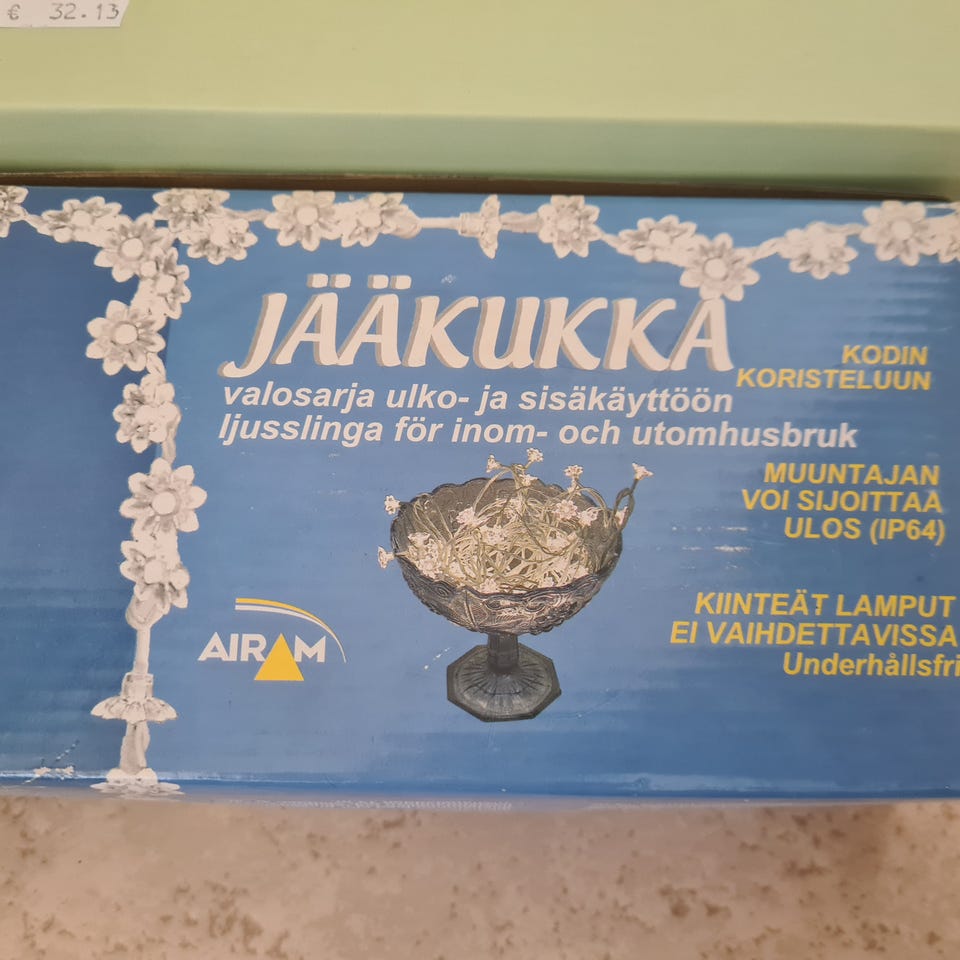 € 32.13
JÄÄKUKKA
valosarja ulko- ja sisäkäyttöön
ljusslinga för inom- och utomhusbruk
KODIN
KORISTELUUN
MUUNTAJAN
VOI SIJOITTAA
ULOS (IP64)
KIINTEÄT LAMPUT
EI VAIHDETTAVISSA
Underhållsfri
AIRAM